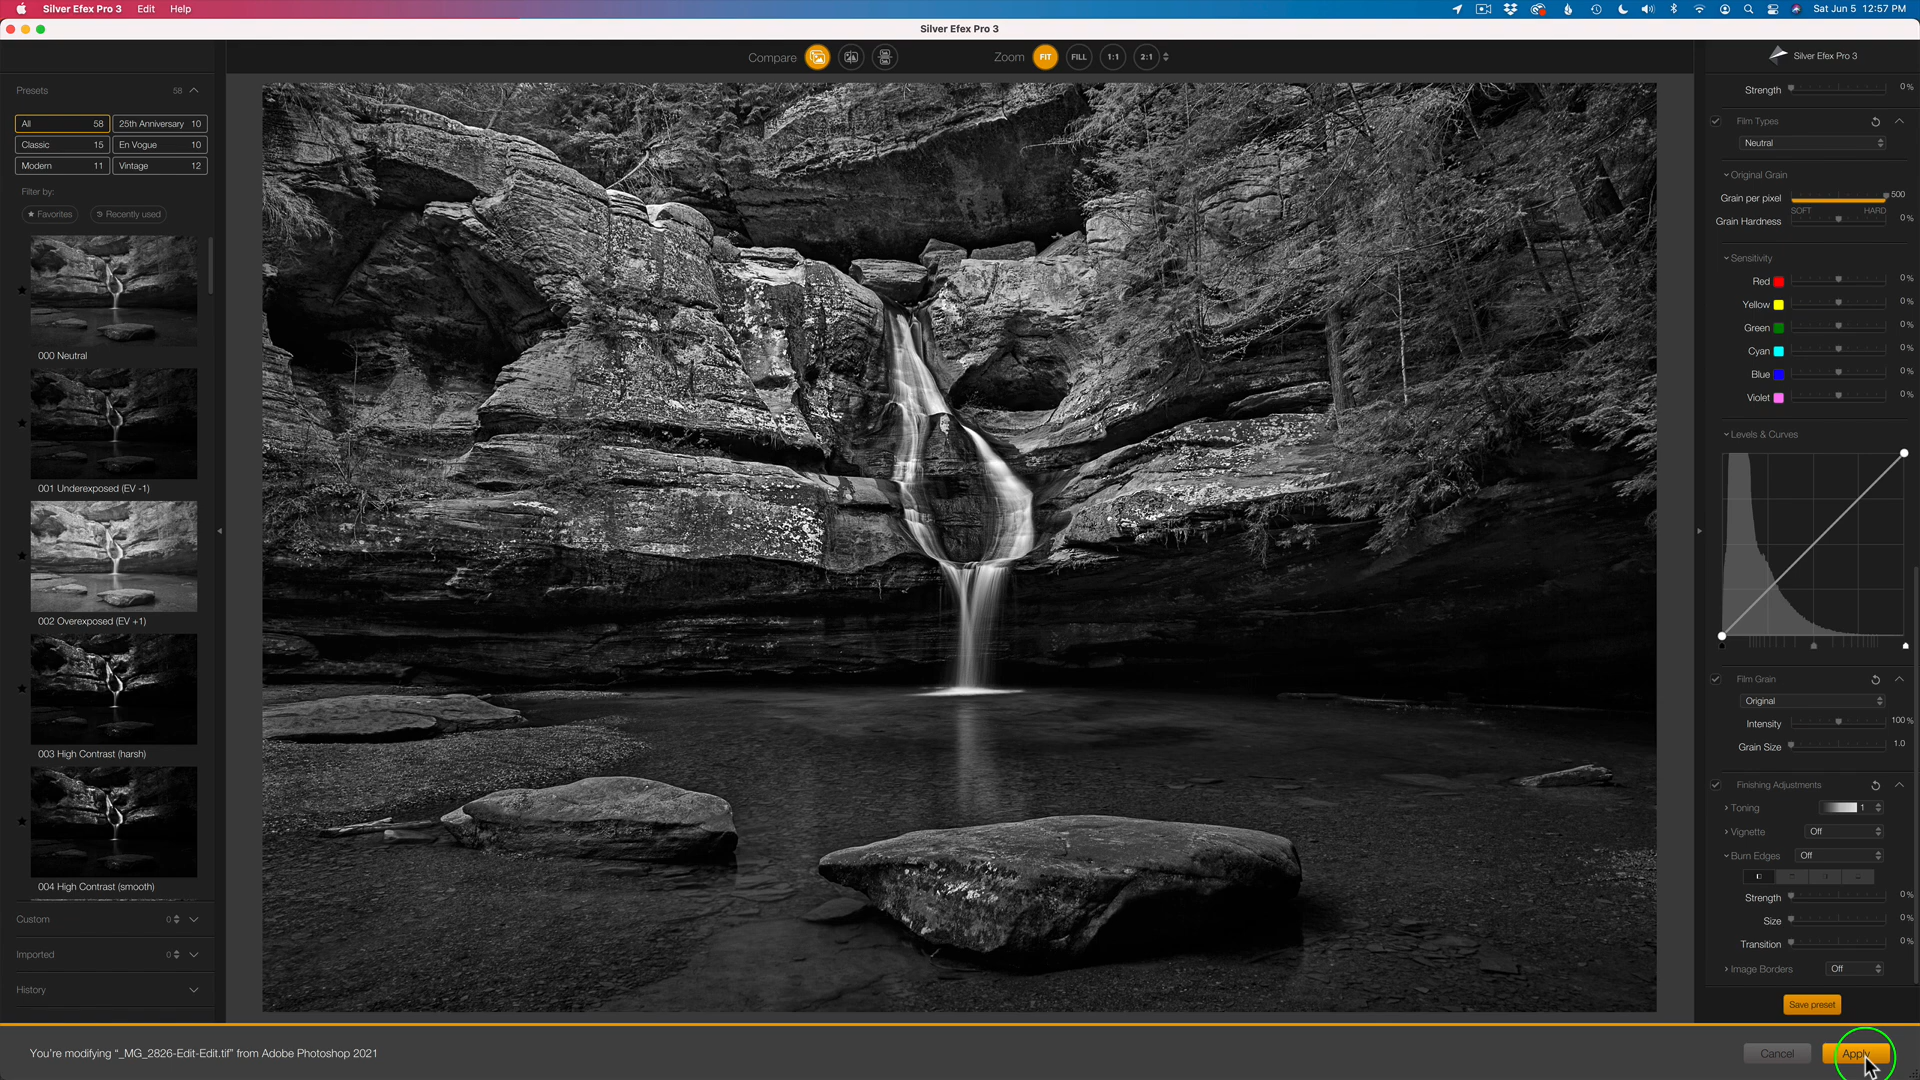 Silver Efex Pro 3 Edit Help Sat Jun 5 12:57 PM
Silver Efex Pro 3
Compare Zoom FIT FILL 1:1 2:1
Silver Efex Pro 3
Presets 58
All 58 25th Anniversary 10
Classic 15 En Vogue 10
Modern 11 Vintage 12
Filter by:
Favorites Recently used
000 Neutral
001 Underexposed (EV -1)
002 Overexposed (EV +1)
003 High Contrast (harsh)
004 High Contrast (smooth)
Custom 0
Imported 0
History
Strength 0 %
Film Types
Neutral
Original Grain
Grain per pixel 500
SOFT HARD
Grain Hardness 0 %
Sensitivity
Red 0 %
Yellow 0 %
Green 0 %
Cyan 0 %
Blue 0 %
Violet 0 %
Levels & Curves
Film Grain
Original
Intensity 100 %
Grain Size 1.0
Finishing Adjustments
Toning 1
Vignette Off
Burn Edges Off
Strength 0 %
Size 0 %
Transition 0 %
Image Borders Off
Save preset
You're modifying “_MG_2826-Edit-Edit.tif” from Adobe Photoshop 2021
Cancel Apply